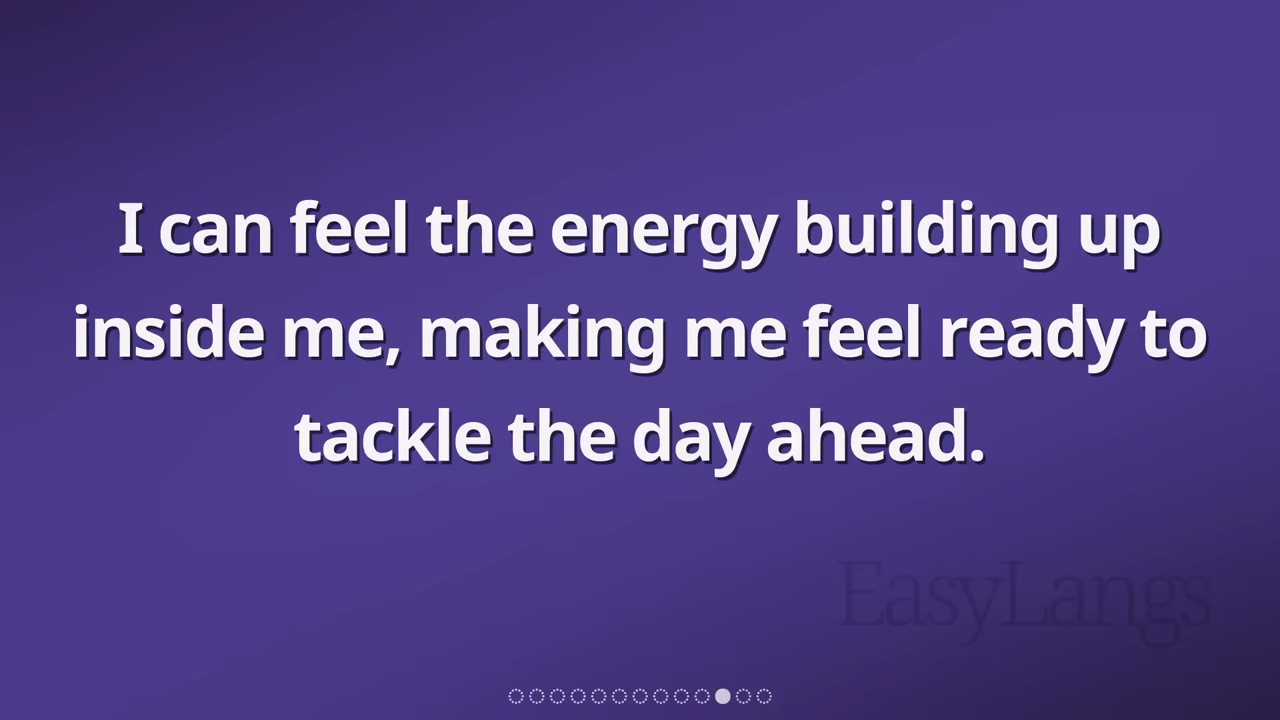 I can feel the energy building up
inside me, making me feel ready to
tackle the day ahead.
EasyLangs